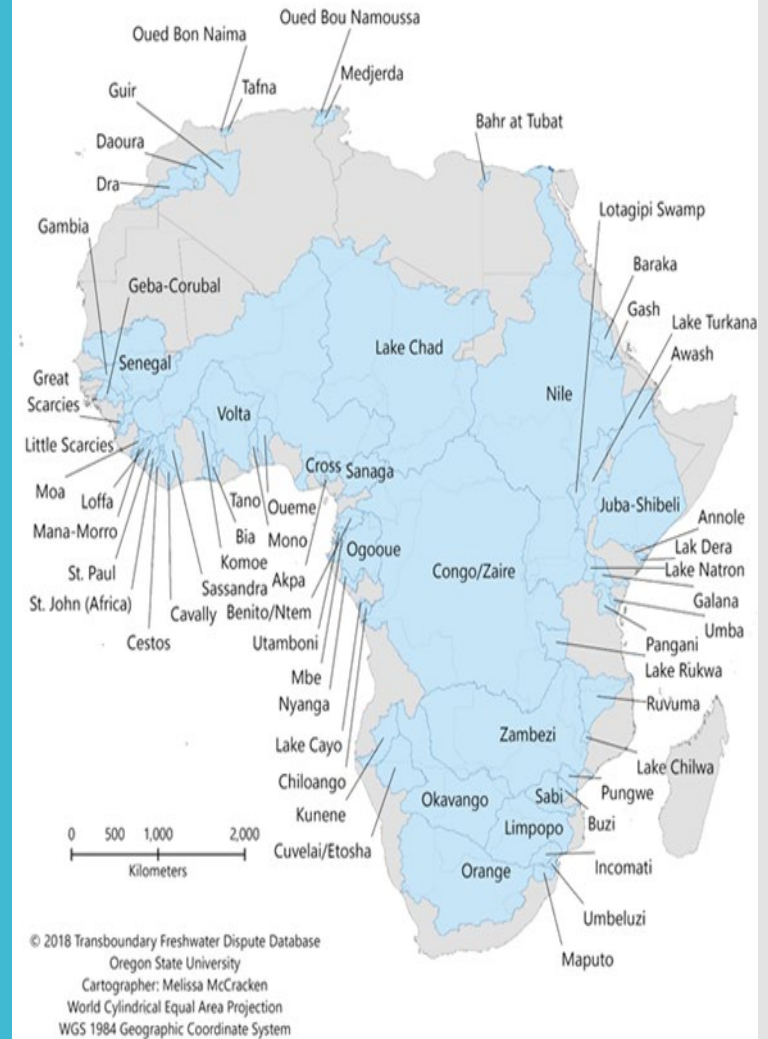 Oued Bou Namoussa
Oued Bon Naima
Medjerda
Tafna
Guir
Bahr at Tubat
Daoura
Dra
Lotagipi Swamp
Gambia
Baraka
Geba-Corubal
Gash
Lake Turkana
Lake Chad
Awash
Senegal
Great
Scarcies
Nile
Volta
Little Scarcies
Cross
Sanaga
Moa
Loffa
Tano
Oueme
Juba-Shibeli
Annole
Mana-Morro
Bia
Mono
Ogooue
Lak Dera
Komoe
Congo/Zaire
Lake Natron
St. Paul
Akpa
Sassandra
Galana
St. John (Africa)
Cavally
Benito/Ntem
Umba
Cestos
Utamboni
Pangani
Mbe
Lake Rukwa
Nyanga
Ruvuma
Zambezi
Lake Cayo
Lake Chilwa
Chiloango
Pungwe
Sabi
Okavango
Kunene
Buzi
Limpopo
0 500 1,000 2,000
Kilometers
Cuvelai/Etosha
Incomati
Orange
Umbeluzi
Maputo
© 2018 Transboundary Freshwater Dispute Database
Oregon State University
Cartographer: Melissa McCracken
World Cylindrical Equal Area Projection
WGS 1984 Geographic Coordinate System